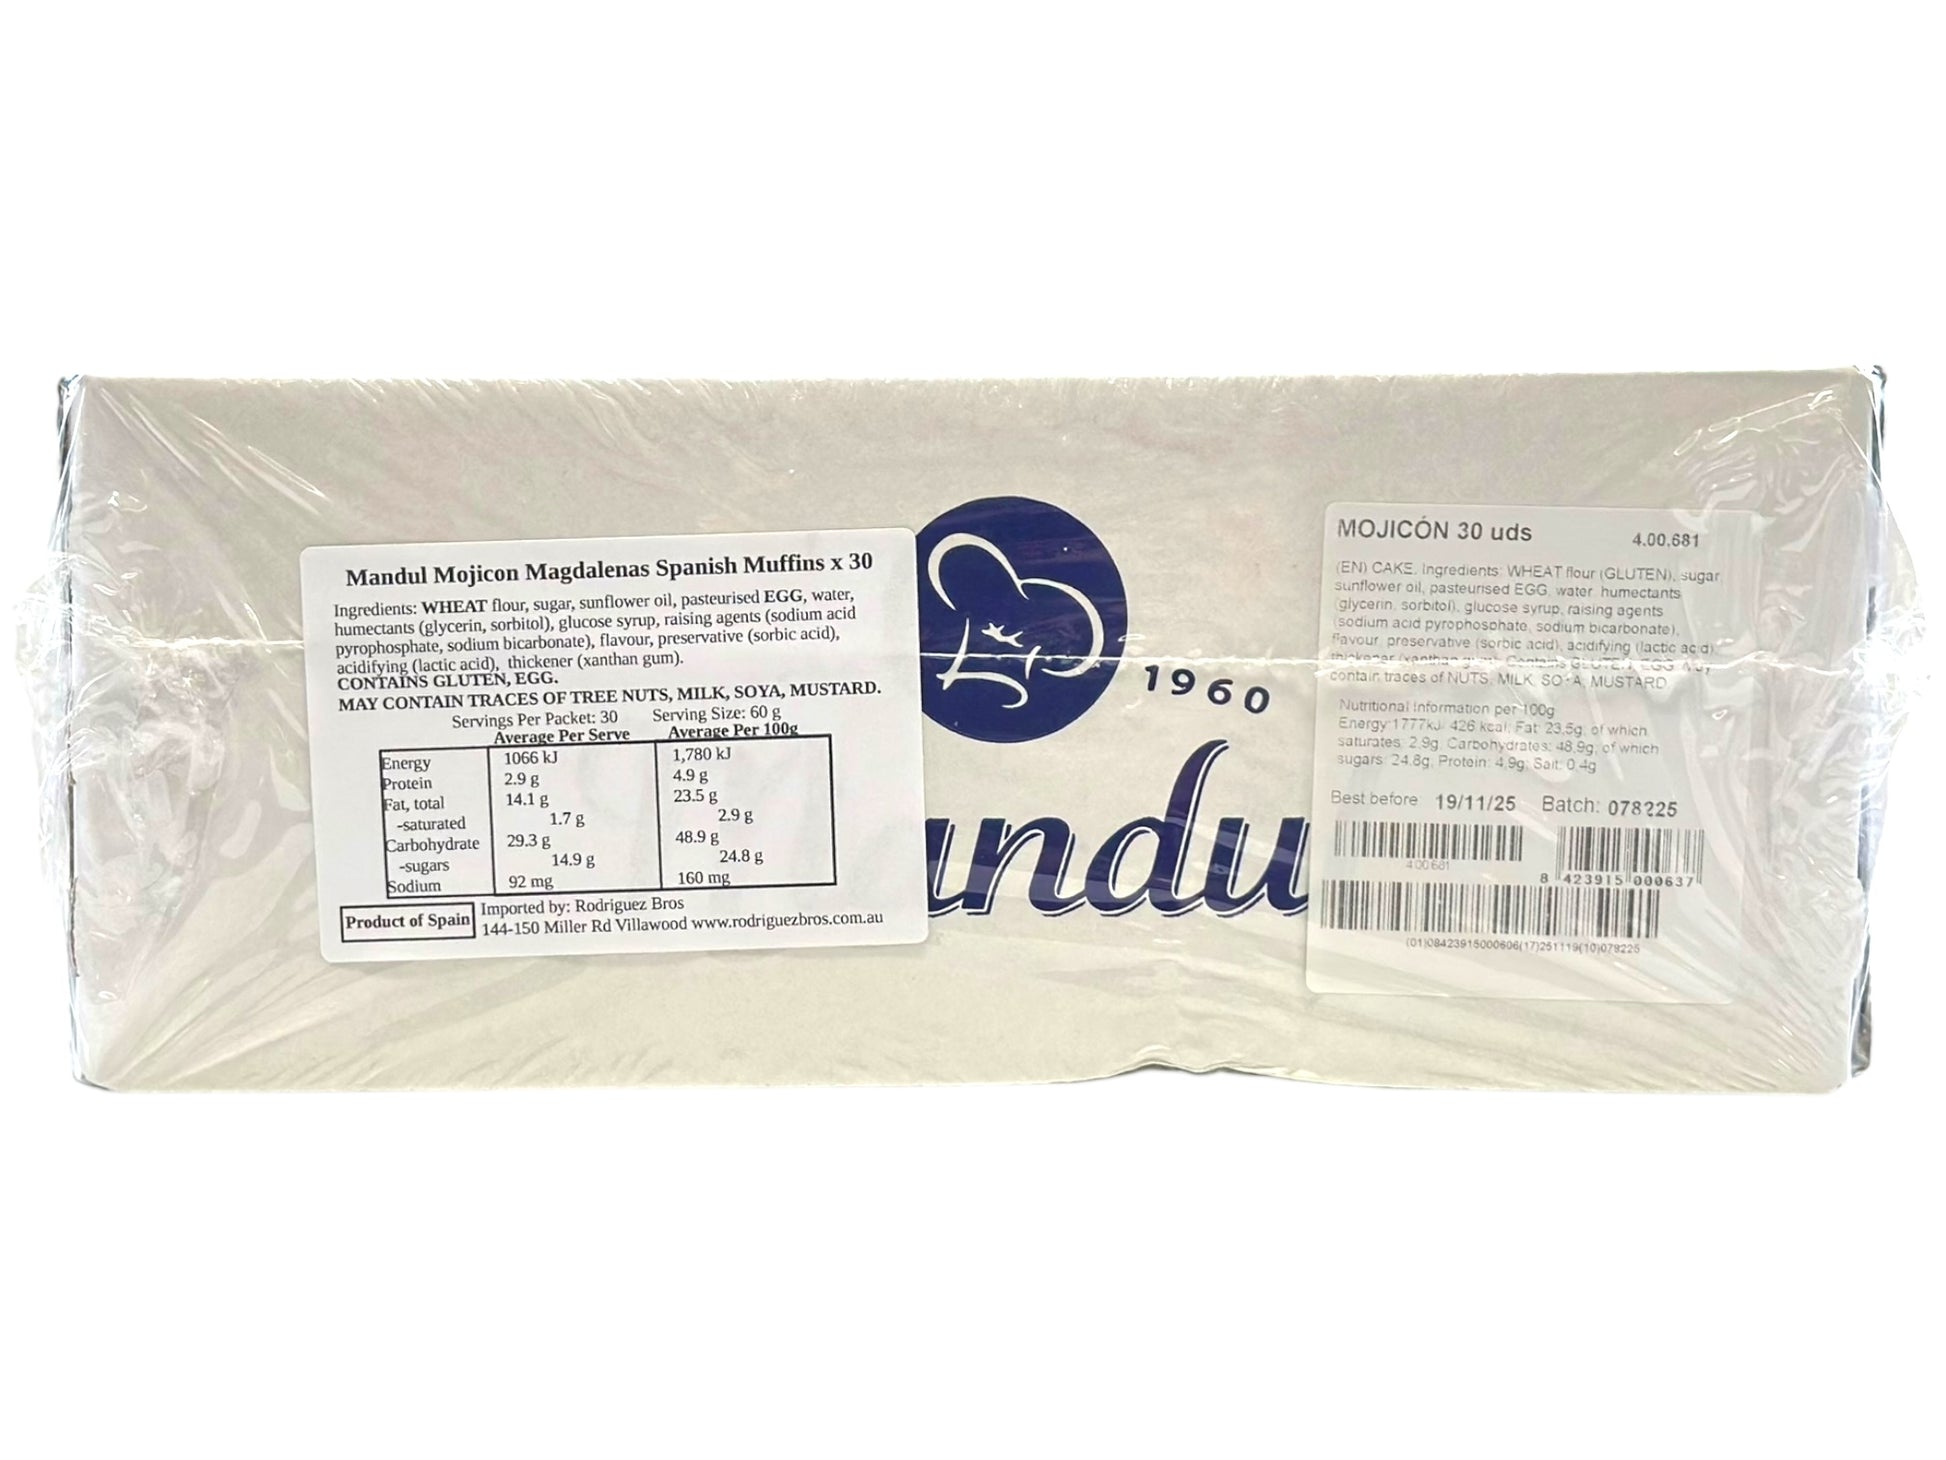 Mandul Mojicon Magdalenas Spanish Muffins x 30
Ingredients: WHEAT flour, sugar, sunflower oil, pasteurised EGG, water,
humectants (glycerin, sorbitol), glucose syrup, raising agents (sodium acid
pyrophosphate, sodium bicarbonate), flavour, preservative (sorbic acid),
acidifying (lactic acid), thickener (xanthan gum).
CONTAINS GLUTEN, EGG.
MAY CONTAIN TRACES OF TREE NUTS, MILK, SOYA, MUSTARD.
Servings Per Packet: 30 Serving Size: 60 g
Average Per Serve Average Per 100g
Energy 1066 kJ 1,780 kJ
Protein 2.9 g 4.9 g
Fat, total 14.1 g 23.5 g
-saturated 1.7 g 2.9 g
Carbohydrate 29.3 g 48.9 g
-sugars 14.9 g 24.8 g
Sodium 92 mg 160 mg
Product of Spain
Imported by: Rodriguez Bros
144-150 Miller Rd Villawood www.rodriguezbros.com.au
1960
andu
MOJICÓN 30 uds 4.00,681
(EN) CAKE. Ingredients: WHEAT flour (GLUTEN), sugar,
sunflower oil, pasteurised EGG, water, humectants
(glycerin, sorbitol), glucose syrup, raising agents
(sodium acid pyrophosphate, sodium bicarbonate),
flavour, preservative (sorbic acid), acidifying (lactic acid),
thickener (xanthan gum). Contains GLUTEN, EGG. May
contain traces of NUTS, MILK, SOYA, MUSTARD
Nutritional information per 100g
Energy:1777kJ- 426 kcal; Fat: 23,5g, of which
saturates: 2,9g, Carbohydrates: 48,9g, of which
sugars: 24,8g, Protein: 4,9g; Salt: 0,4g
Best before 19/11/25 Batch: 078225
400681
8 423915 000637
(01)08423915000606(17)251119(10)078225